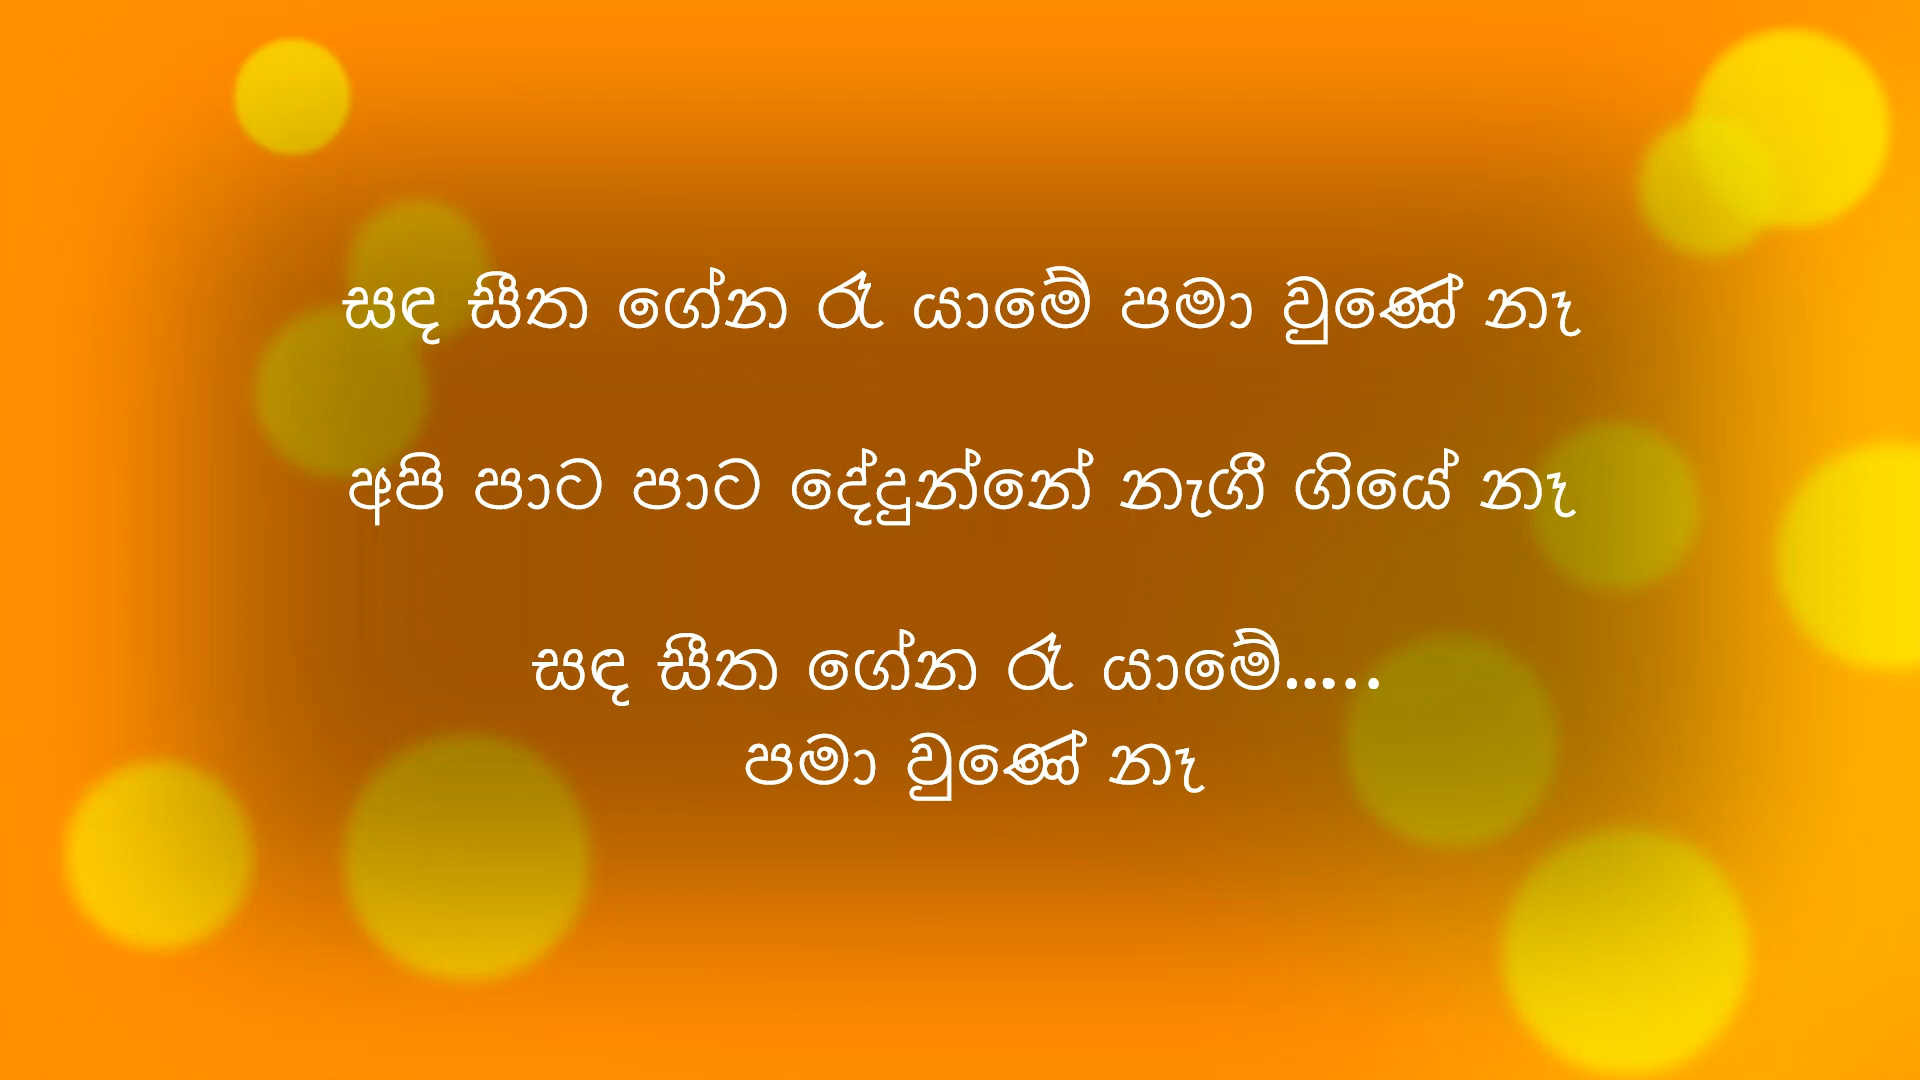 සඳ සීත ගේන රෑ යාමේ පමා වුණේ නෑ
අපි පාට පාට දේදුන්නේ නැගී ගියේ නෑ
සඳ සීත ගේන රෑ යාමේ.....
පමා වුණේ නෑ